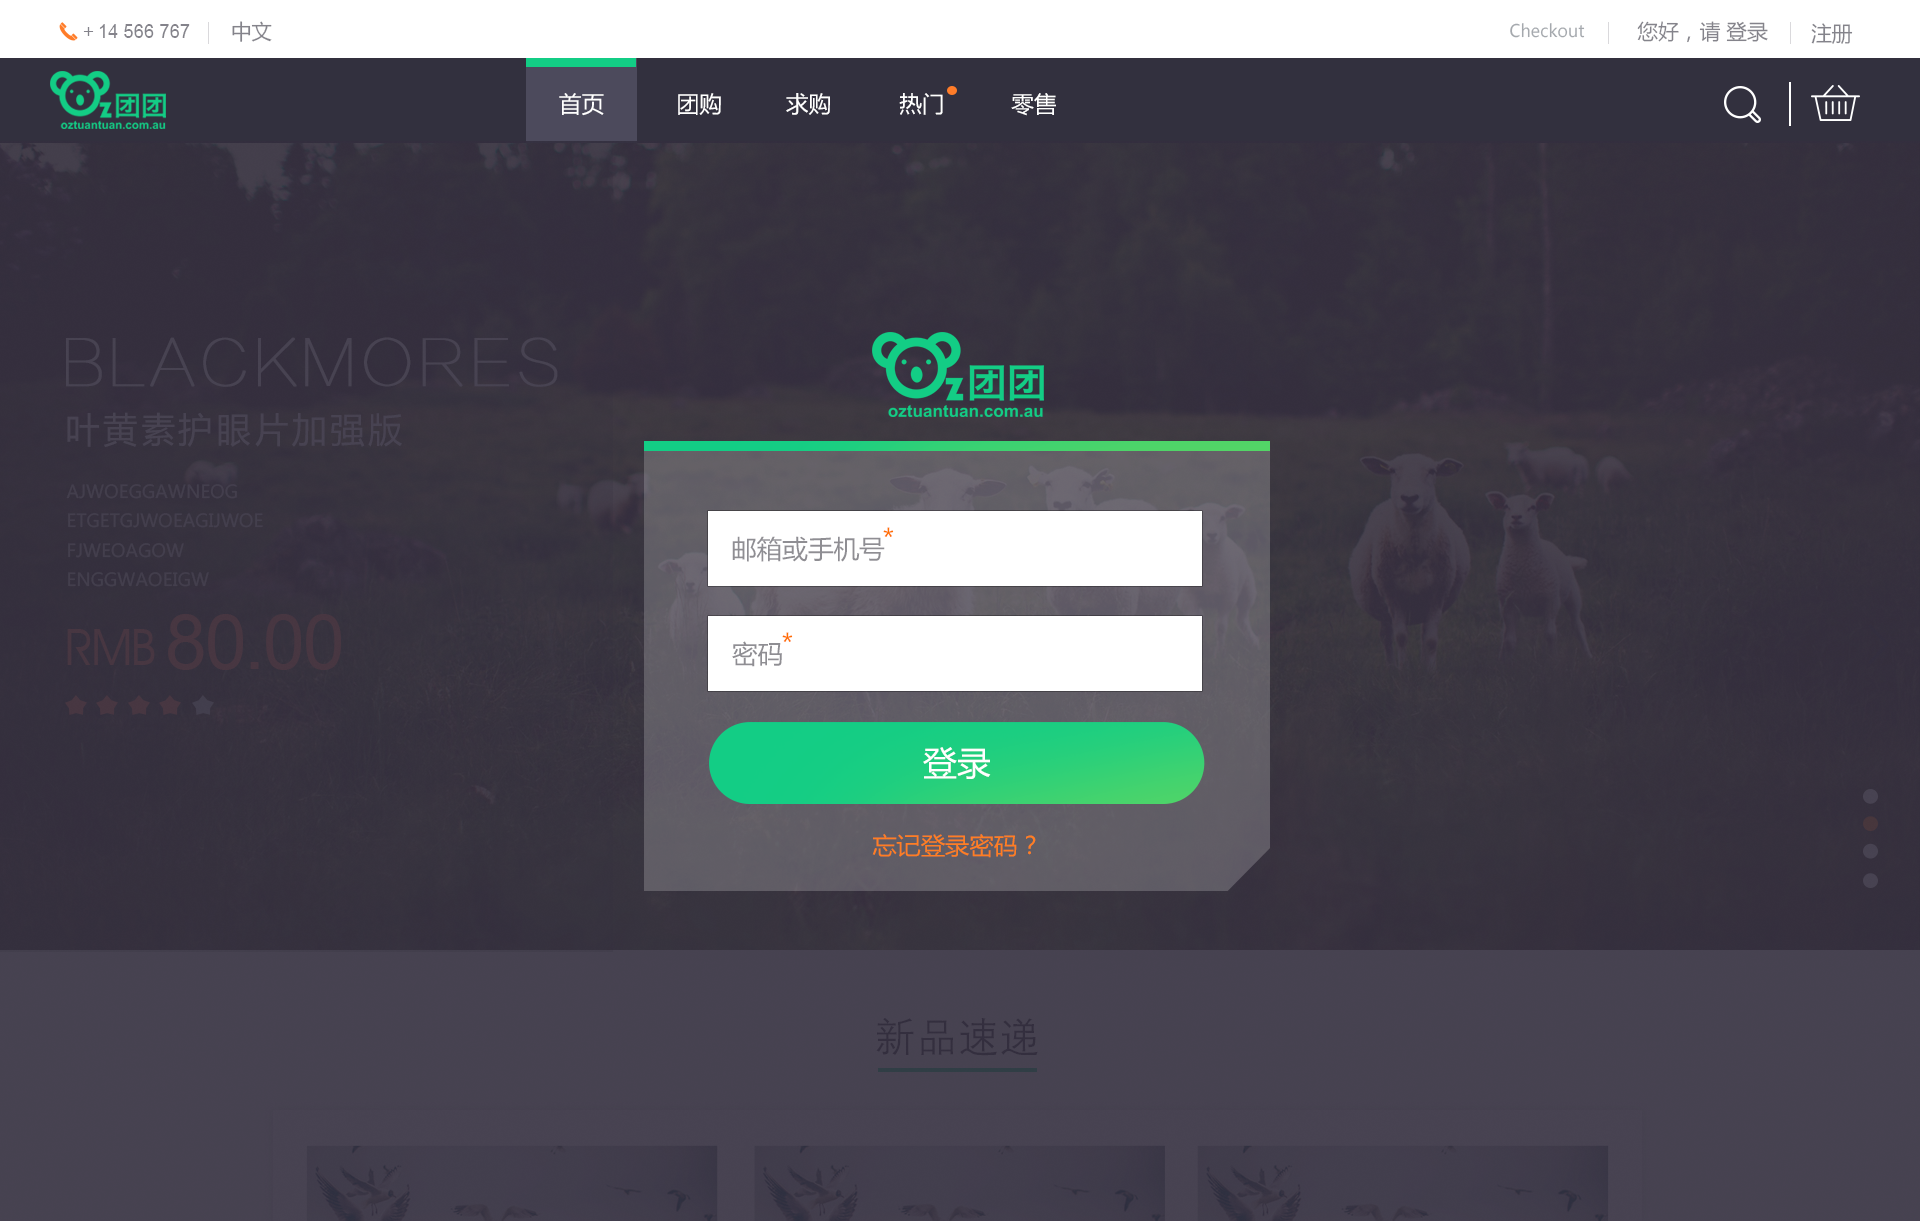 + 14 566 767
中文
Checkout
您好，请 登录
注册
Oz团团
oztuantuan.com.au
首页
团购
求购
热门
零售
BLACKMORES
叶黄素护眼片加强版
AJWOEGGAWNEOG
ETGETGJWOEAGIJWOE
FJWEOAGOW
ENGGWAOEIGW
RMB 80.00
Oz团团
oztuantuan.com.au
邮箱或手机号*
密码*
登录
忘记登录密码？
新品速递